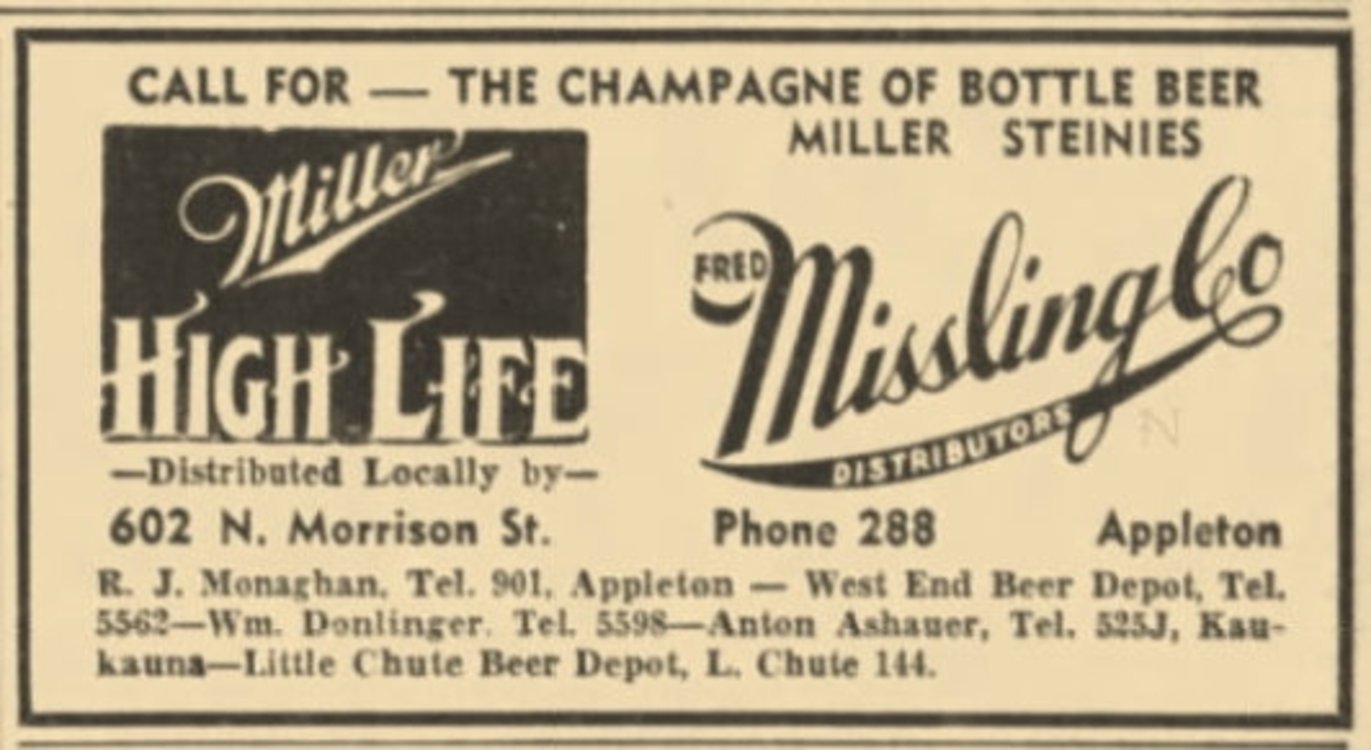 CALL FOR — THE CHAMPAGNE OF BOTTLE BEER
MILLER STEINIES
Miller
HIGH LIFE
FRED Missling Co
DISTRIBUTORS
—Distributed Locally by—
602 N. Morrison St. Phone 288 Appleton
R. J. Monaghan, Tel. 901, Appleton — West End Beer Depot, Tel.
5562—Wm. Donlinger, Tel. 5598—Anton Ashauer, Tel. 525J, Kau-
kauna—Little Chute Beer Depot, L. Chute 144.